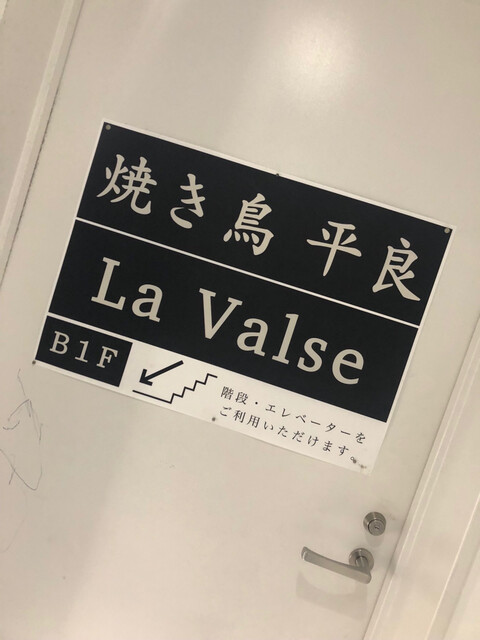 焼き鳥 平良
La Valse
B1F
階段・エレベーターを
ご利用いただけます。